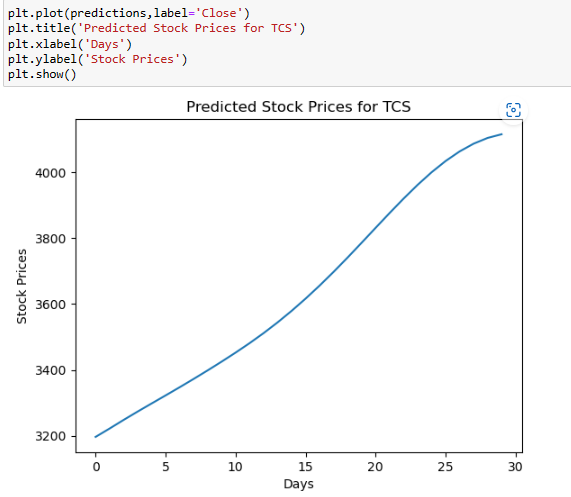 plt.plot(predictions,label='Close')
plt.title('Predicted Stock Prices for TCS')
plt.xlabel('Days')
plt.ylabel('Stock Prices')
plt.show()
Predicted Stock Prices for TCS
4000
3800
3600
3400
3200
Stock Prices
0 5 10 15 20 25 30
Days